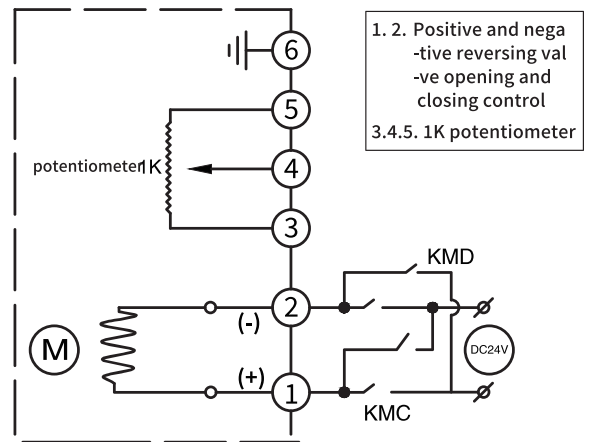 6
1. 2. Positive and nega
-tive reversing val
-ve opening and
closing control
3.4.5. 1K potentiometer
5
potentiometer1K
4
3
KMD
2
(-)
M
DC24V
(+)
1
KMC